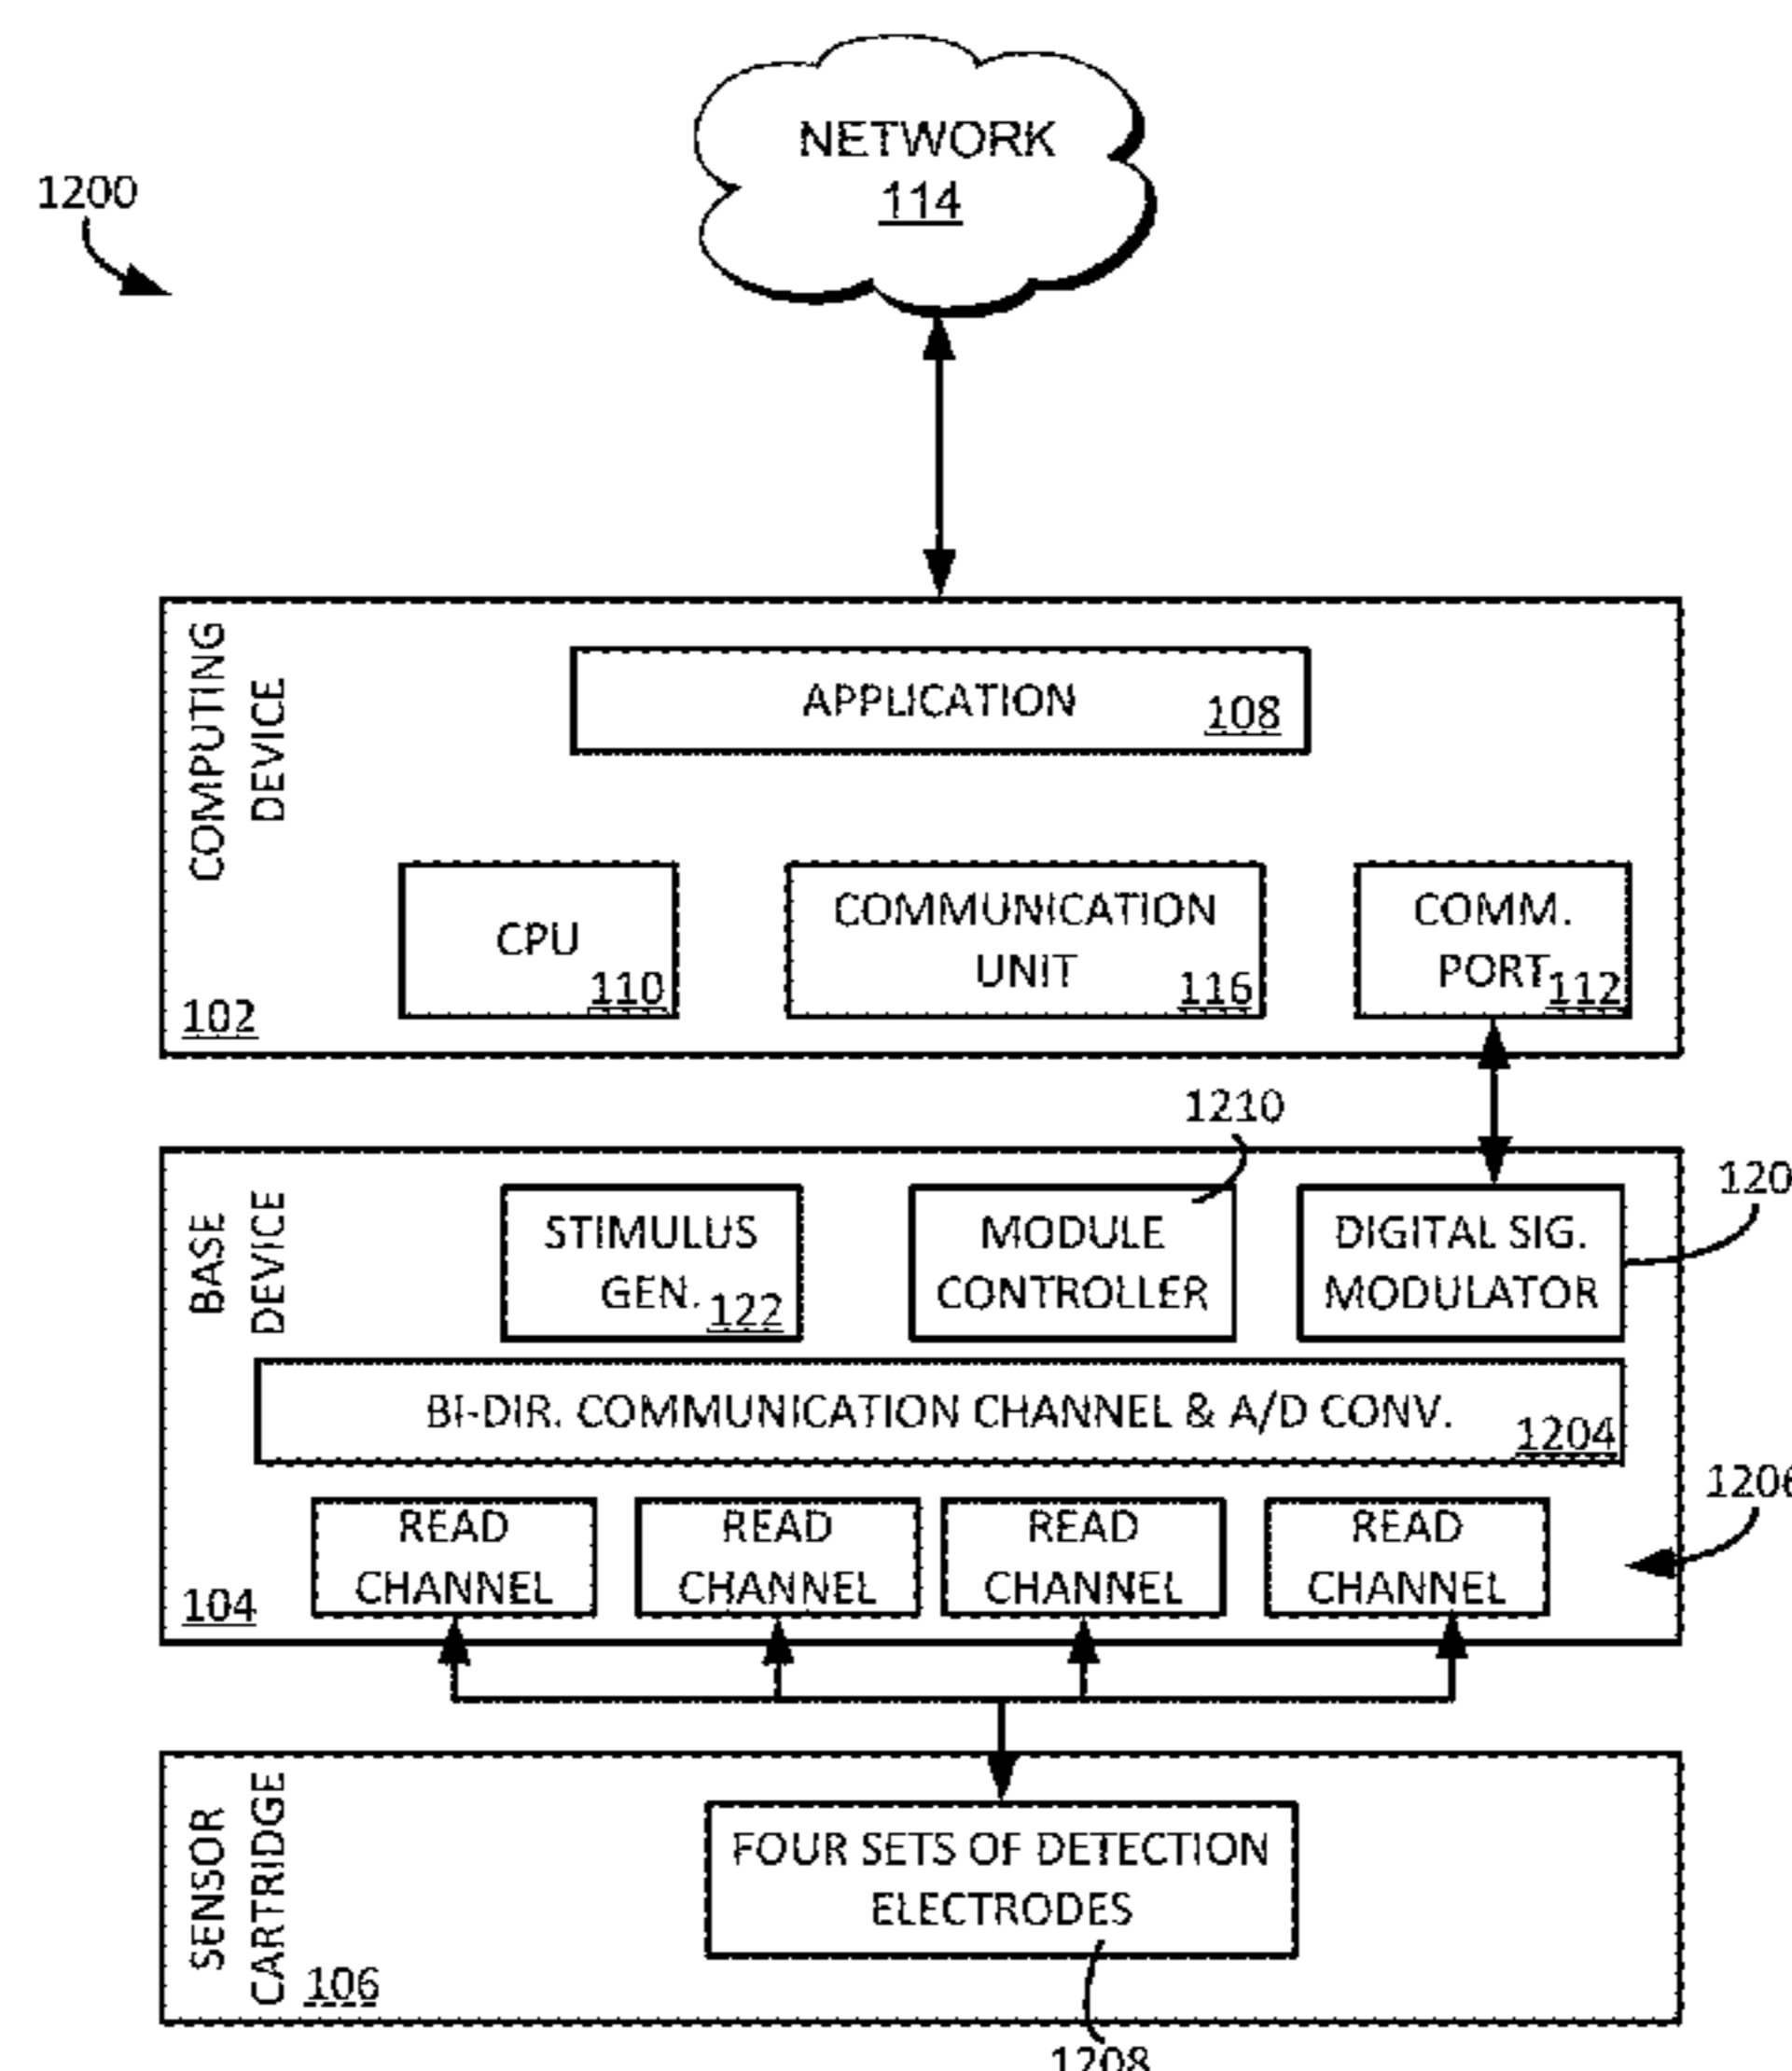 NETWORK
114
1200
COMPUTING
DEVICE
APPLICATION
108
CPU
110
COMMUNICATION
UNIT
116
COMM.
PORT
112
102
1210
BASE
DEVICE
STIMULUS
GEN.
122
MODULE
CONTROLLER
DIGITAL SIG.
MODULATOR
120
BI-DIR. COMMUNICATION CHANNEL & A/D CONV.
1204
1206
READ
CHANNEL
READ
CHANNEL
READ
CHANNEL
READ
CHANNEL
104
SENSOR
CARTRIDGE
106
FOUR SETS OF DETECTION
ELECTRODES
1208